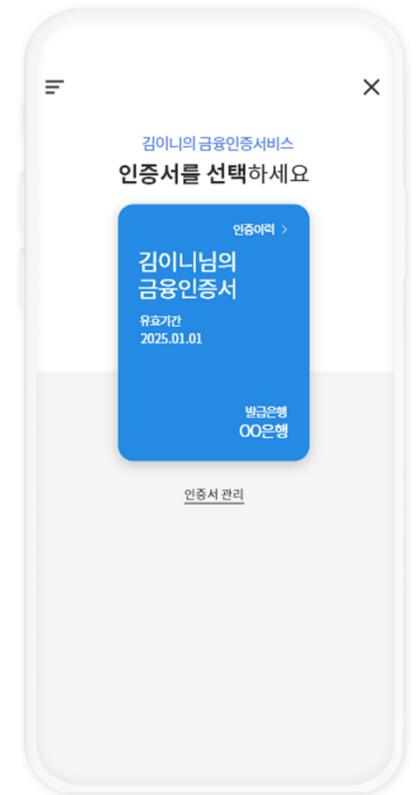 김이니의 금융인증서비스
인증서를 선택하세요
인증이력 >
김이니님의
금융인증서
유효기간
2025.01.01
발급은행
OO은행
인증서 관리